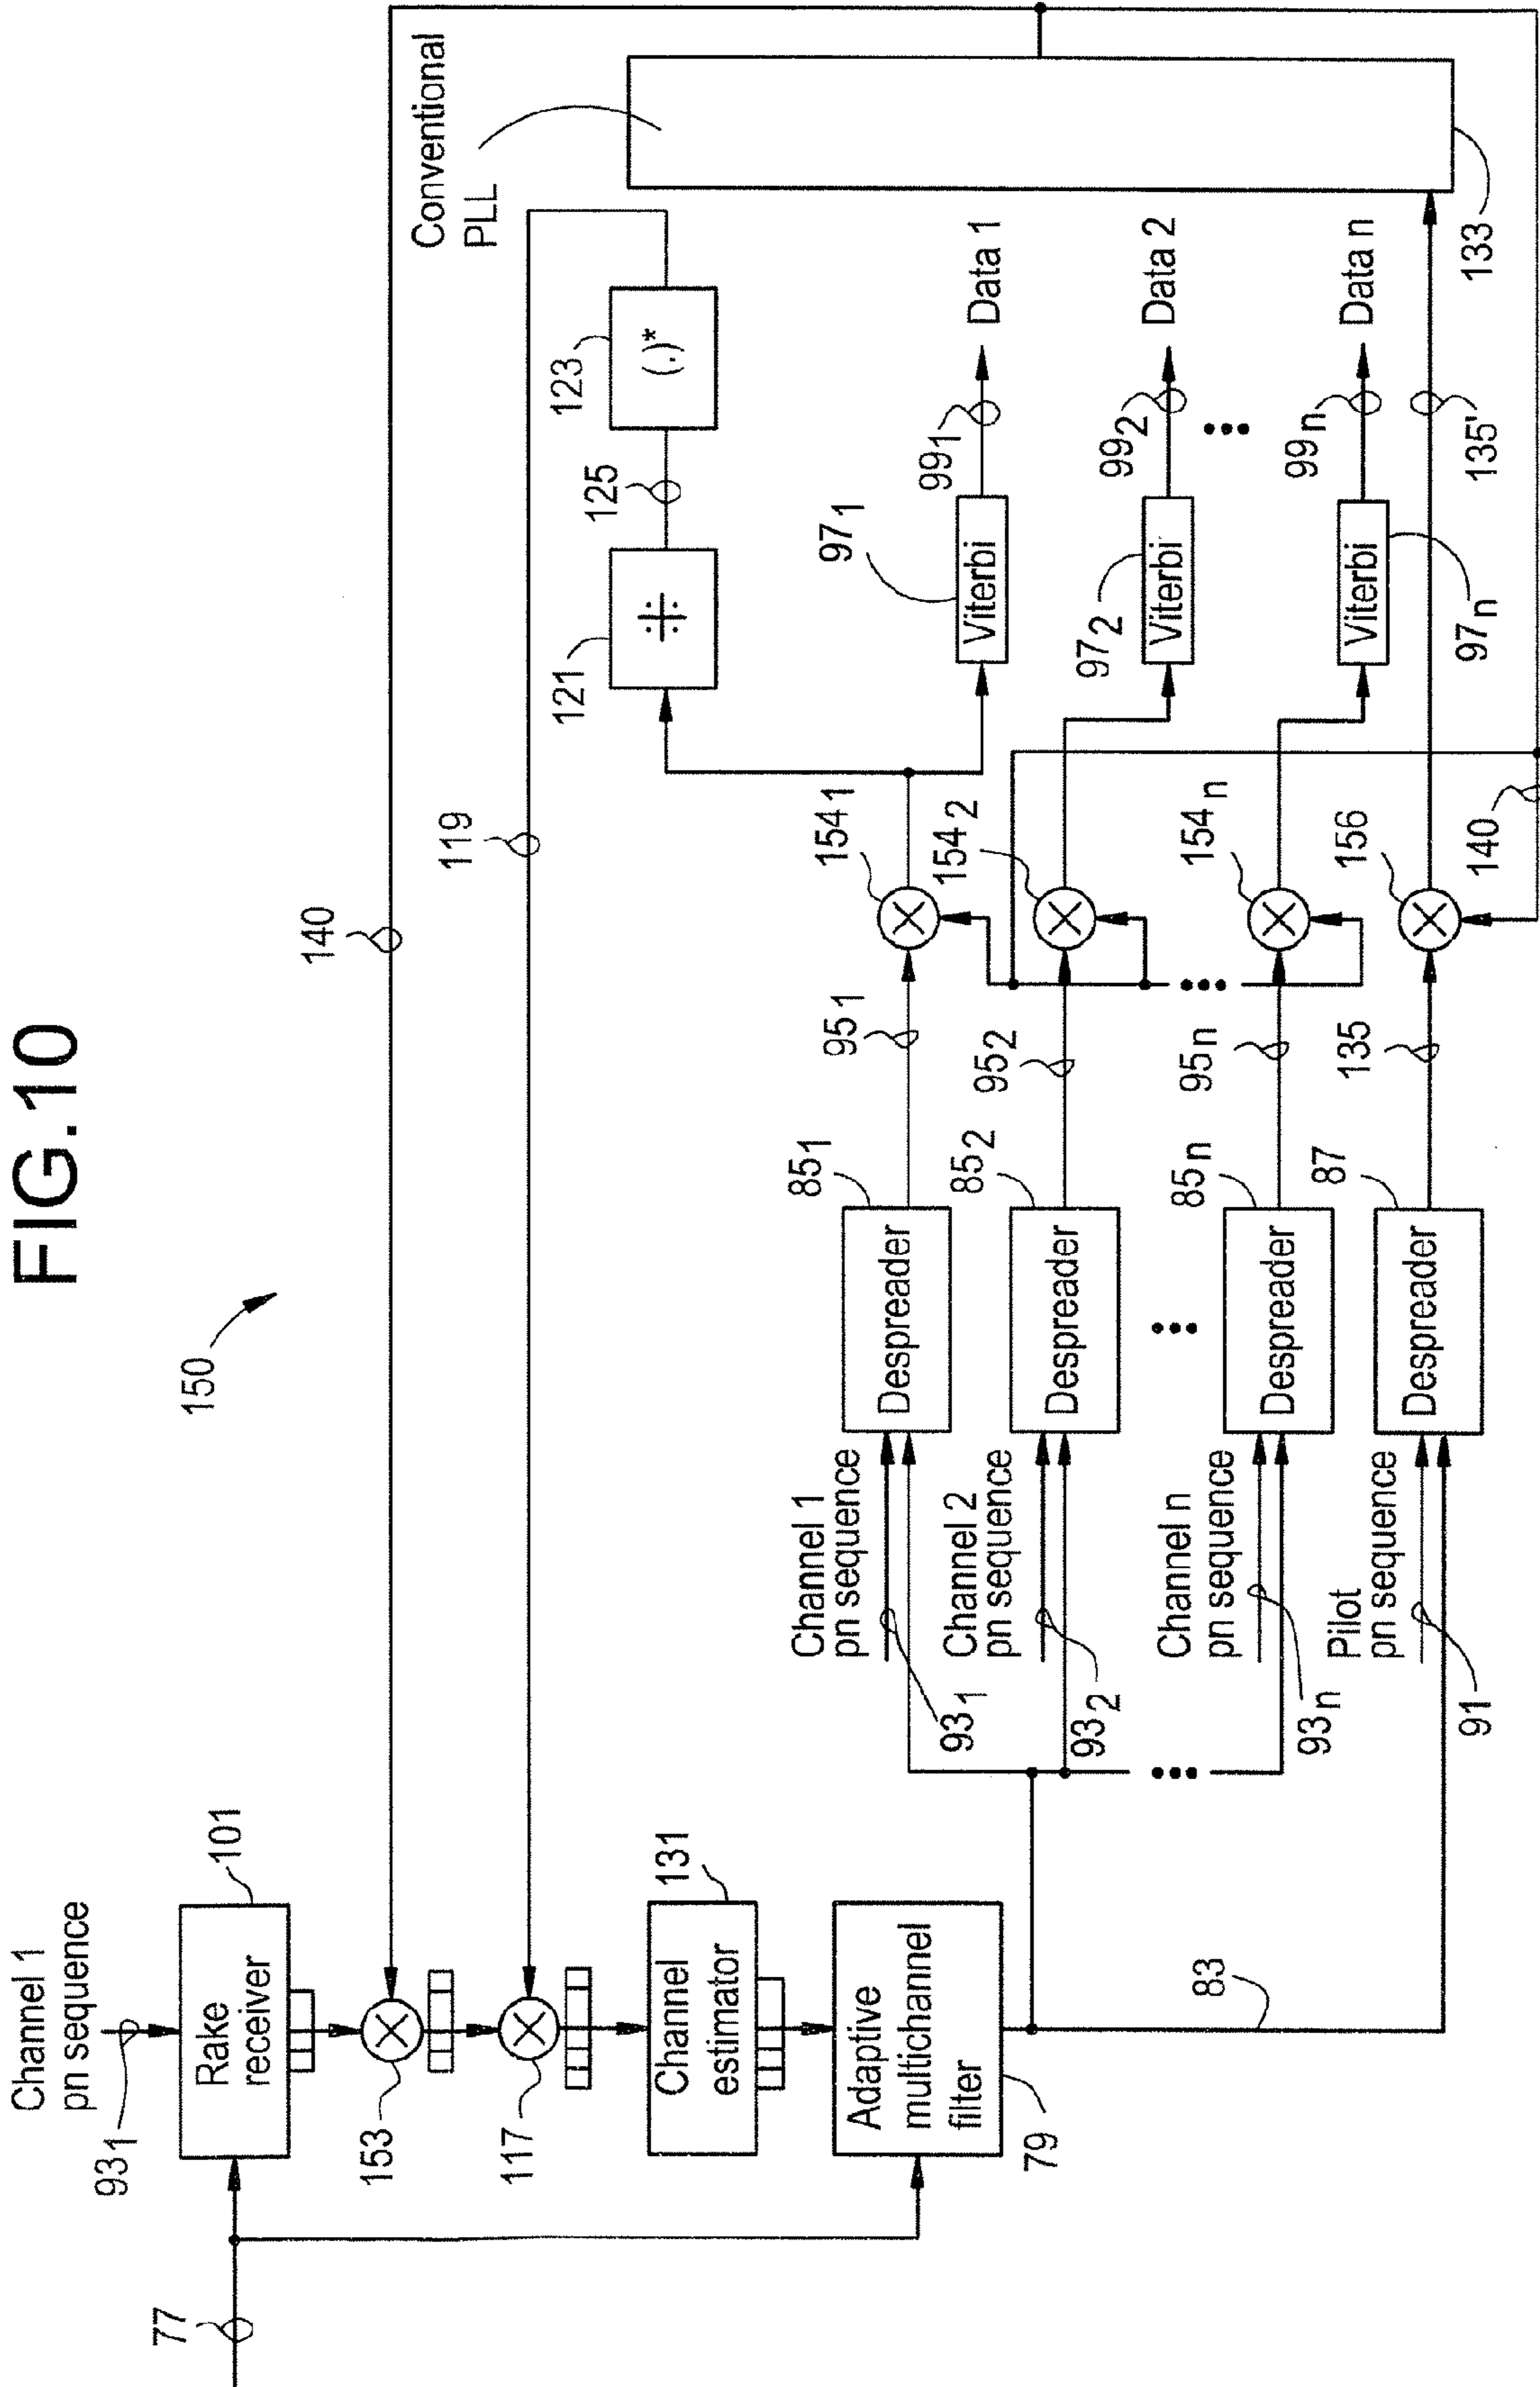 FIG.10
150
Channel 1
pn sequence
93₁
101
Rake
receiver
77
153
117
140
119
131
Channel
estimator
Adaptive
multichannel
filter
79
83
Conventional
PLL
121
125
123
(.)*
Channel 1
pn sequence
93₁
85₁
Despreader
95₁
154₁
97₁
Viterbi
99₁
Data 1
Channel 2
pn sequence
93₂
85₂
Despreader
95₂
154₂
97₂
Viterbi
99₂
Data 2
Channel n
pn sequence
93n
85n
Despreader
95n
154n
97n
Viterbi
99n
Data n
Pilot
pn sequence
91
87
Despreader
135
156
140
135'
133